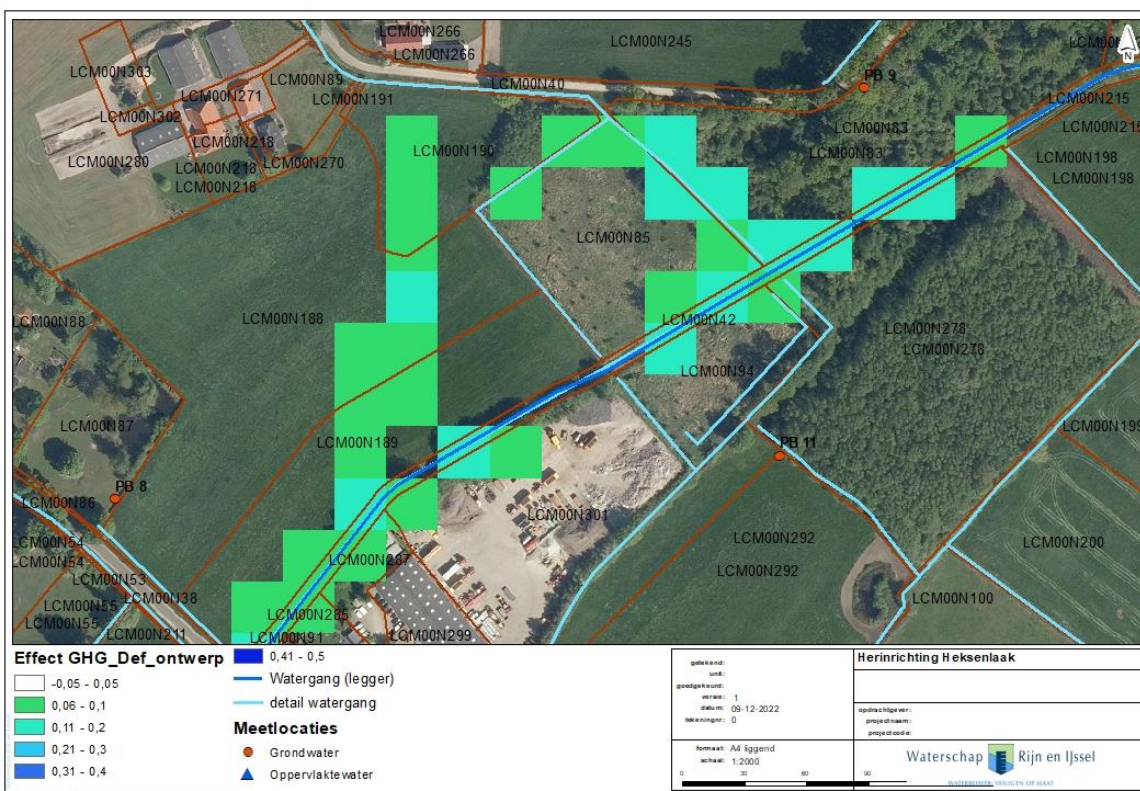 LCM00N266
LCM00N266
LCM00N245
LCM00N303
LCM00N89
LCM00N40
LCM00N271
LCM00N191
PB 9
LCM00N215
LCM00N302
LCM00N218
LCM00N83
LCM00N83
LCM00N280
LCM00N218
LCM00N270
LCM00N190
LCM00N198
LCM00N198
LCM00N218
LCM00N85
LCM00N88
LCM00N188
LCM00N42
LCM00N278
LCM00N278
LCM00N94
LCM00N87
LCM00N189
LCM00N199
PB 11
PB 8
LCM00N86
LCM00N301
LCM00N54
LCM00N54
LCM00N292
LCM00N200
LCM00N287
LCM00N292
LCM00N53
LCM00N38
LCM00N55
LCM00N55
LCM00N285
LCM00N100
LCM00N211
LCM00N91
LCM00N299
N
Effect GHG_Def_ontwerp
-0,05 - 0,05
0,06 - 0,1
0,11 - 0,2
0,21 - 0,3
0,31 - 0,4
0,41 - 0,5
Watergang (legger)
detail watergang
Meetlocaties
Grondwater
Oppervlaktewater
getekend:
unit:
goedgekeurd:
versie: 1
datum: 09-12-2022
tekeningnr: 0
formaat: A4 liggend
schaal: 1:2000
0 30 60 90
Herinrichting Heksenlaak
opdrachtgever:
projectnaam:
projectcode:
Waterschap Rijn en IJssel
WATERBEHEER: VEILIG EN OP MAAT